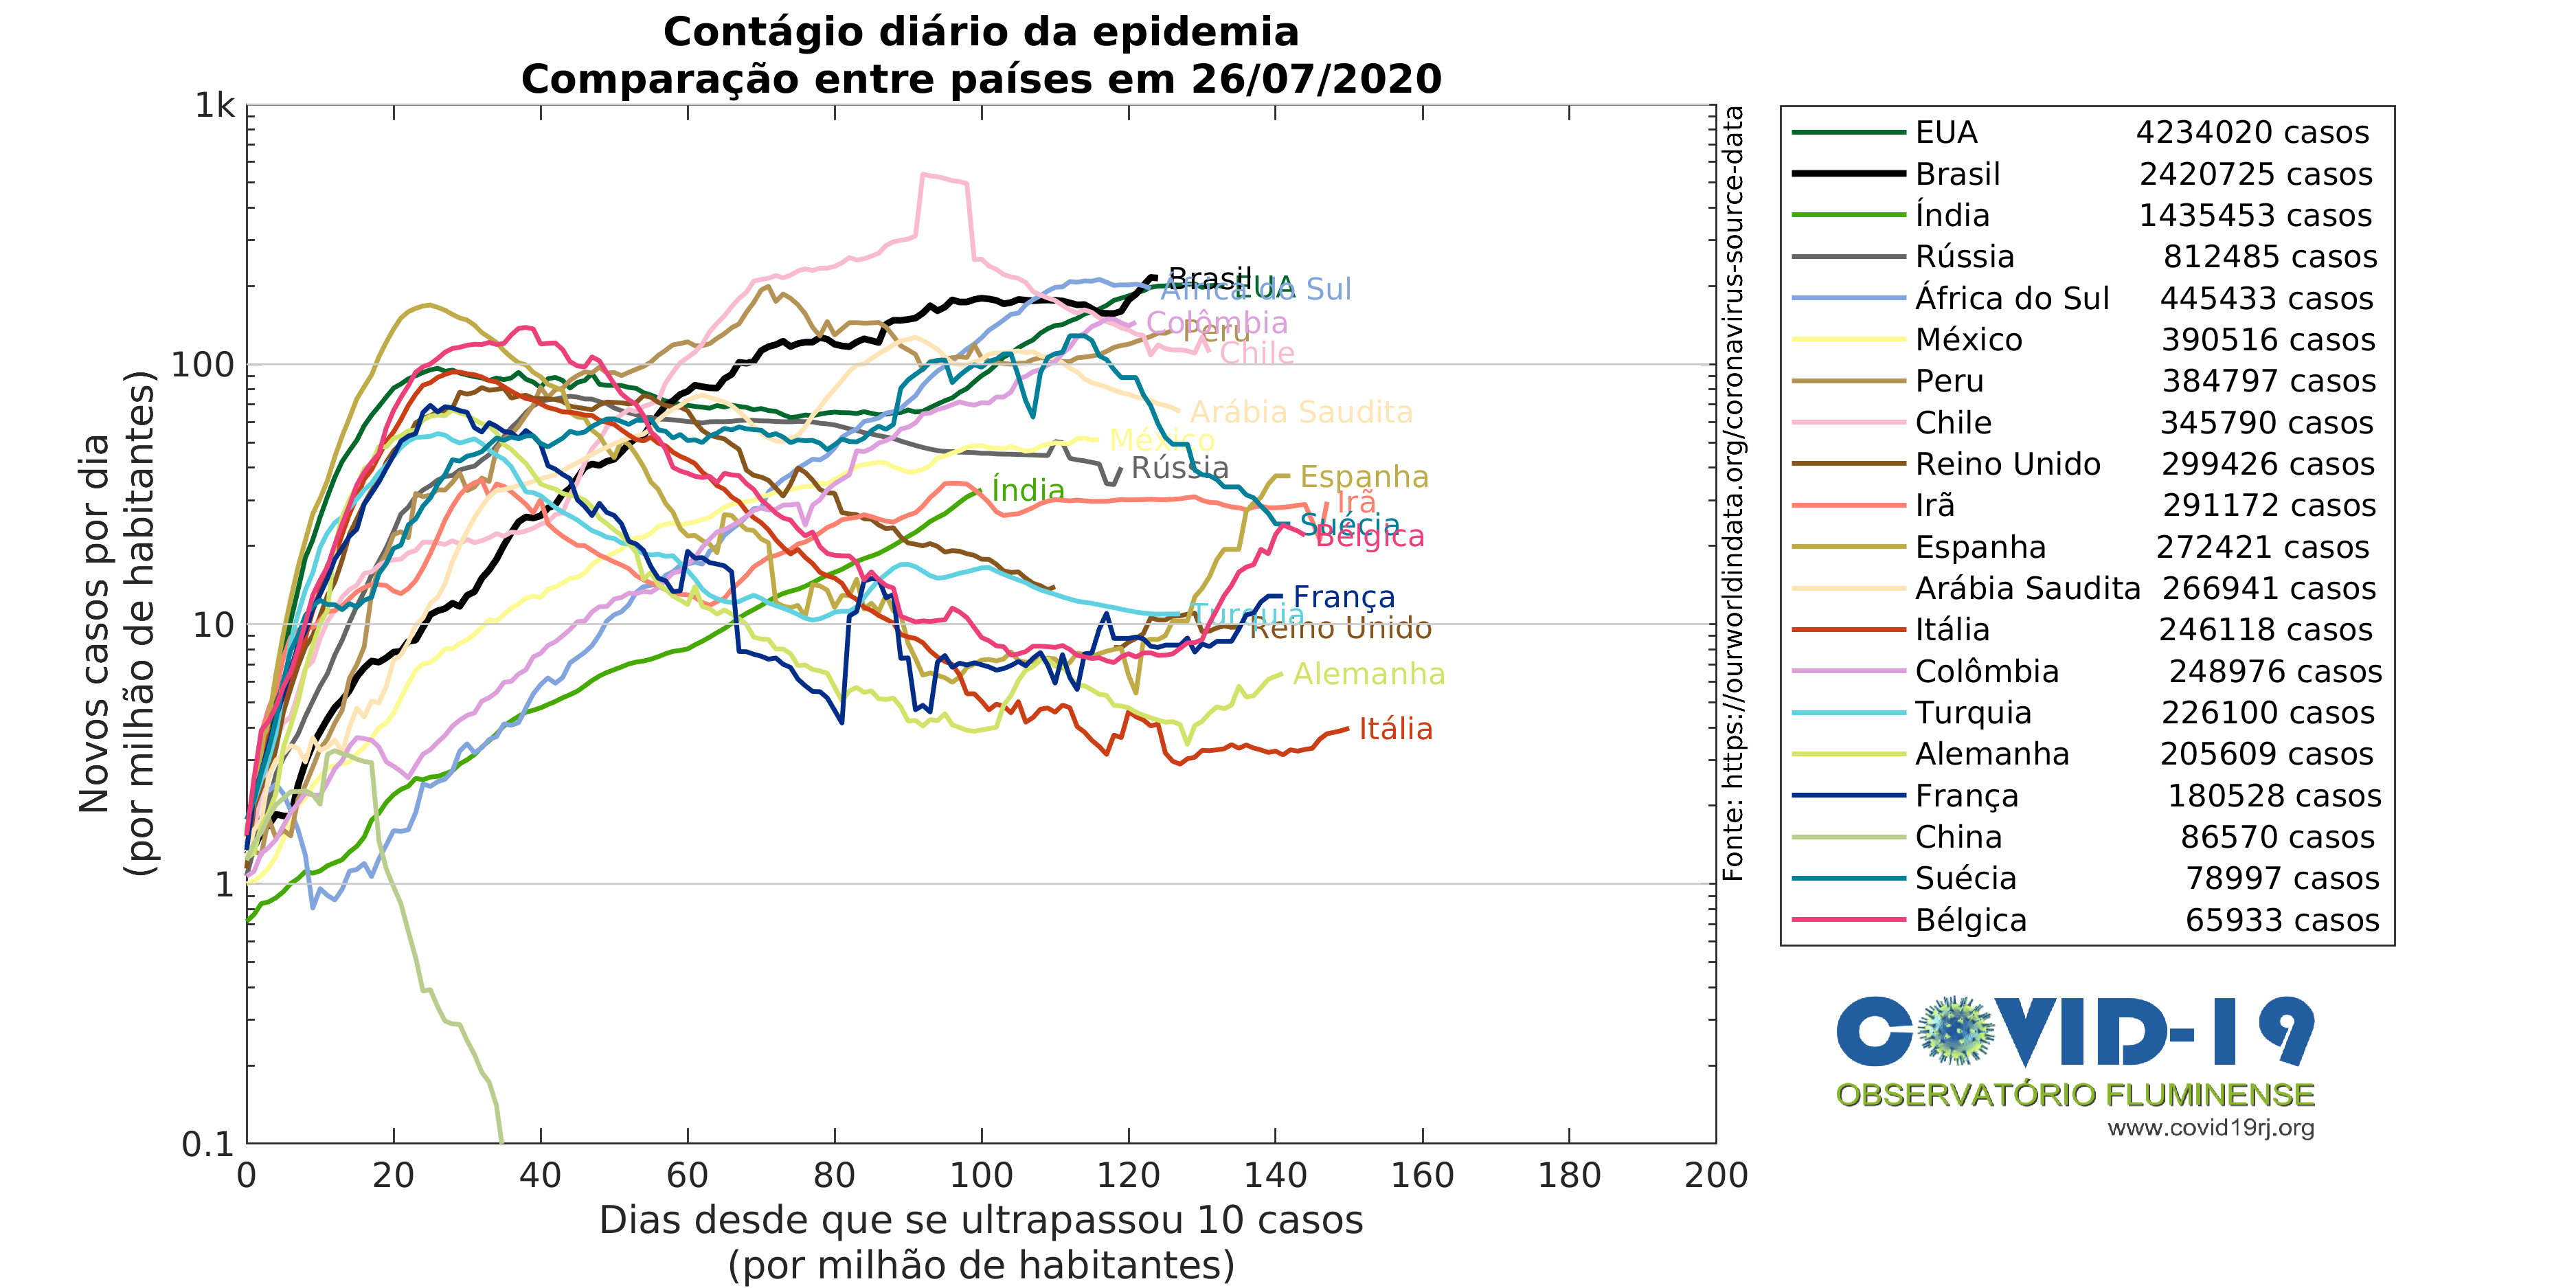 Contágio diário da epidemia
Comparação entre países em 26/07/2020
Novos casos por dia
(por milhão de habitantes)
1k
100
10
1
0.1
0 20 40 60 80 100 120 140 160 180 200
Dias desde que se ultrapassou 10 casos
(por milhão de habitantes)
Brasil
EUA
África do Sul
Colômbia
Peru
Chile
Arábia Saudita
México
Rússia
Índia
Espanha
Irã
Suécia
Bélgica
França
Turquia
Reino Unido
Alemanha
Itália
Fonte: https://ourworldindata.org/coronavirus-source-data
EUA 4234020 casos
Brasil 2420725 casos
Índia 1435453 casos
Rússia 812485 casos
África do Sul 445433 casos
México 390516 casos
Peru 384797 casos
Chile 345790 casos
Reino Unido 299426 casos
Irã 291172 casos
Espanha 272421 casos
Arábia Saudita 266941 casos
Itália 246118 casos
Colômbia 248976 casos
Turquia 226100 casos
Alemanha 205609 casos
França 180528 casos
China 86570 casos
Suécia 78997 casos
Bélgica 65933 casos
COVID-19
OBSERVATÓRIO FLUMINENSE
www.covid19rj.org